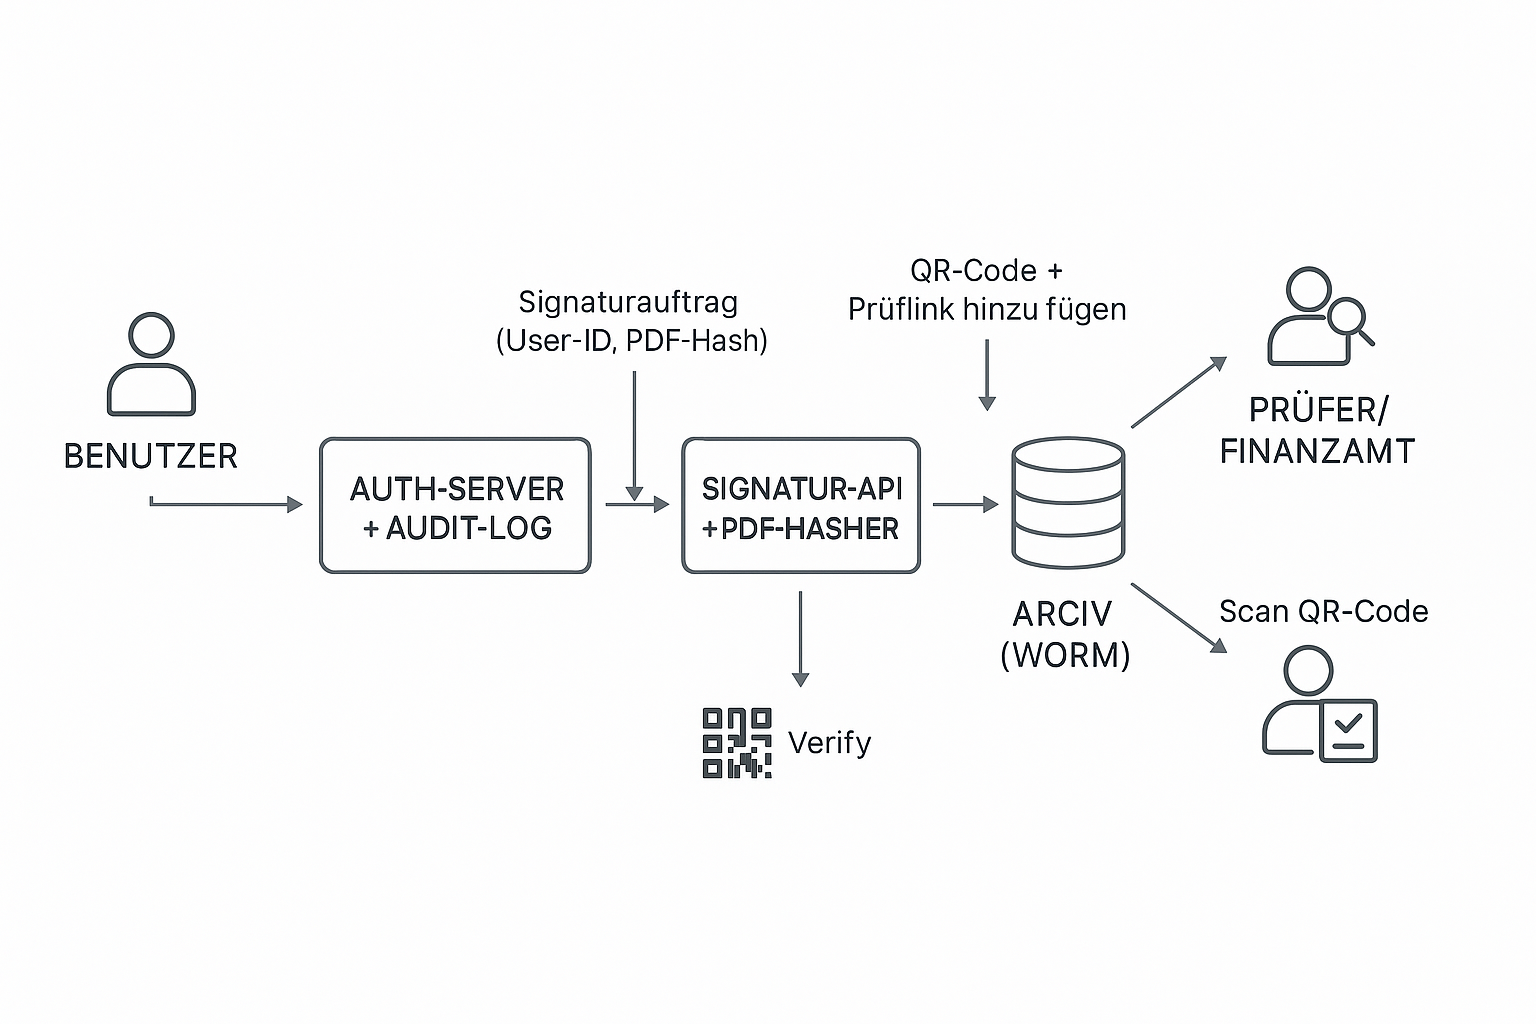 BENUTZER
AUTH-SERVER
+ AUDIT-LOG
Signaturauftrag
(User-ID, PDF-Hash)
SIGNATUR-API
+PDF-HASHER
Verify
QR-Code +
Prüflink hinzu fügen
ARCIV
(WORM)
PRÜFER/
FINANZAMT
Scan QR-Code